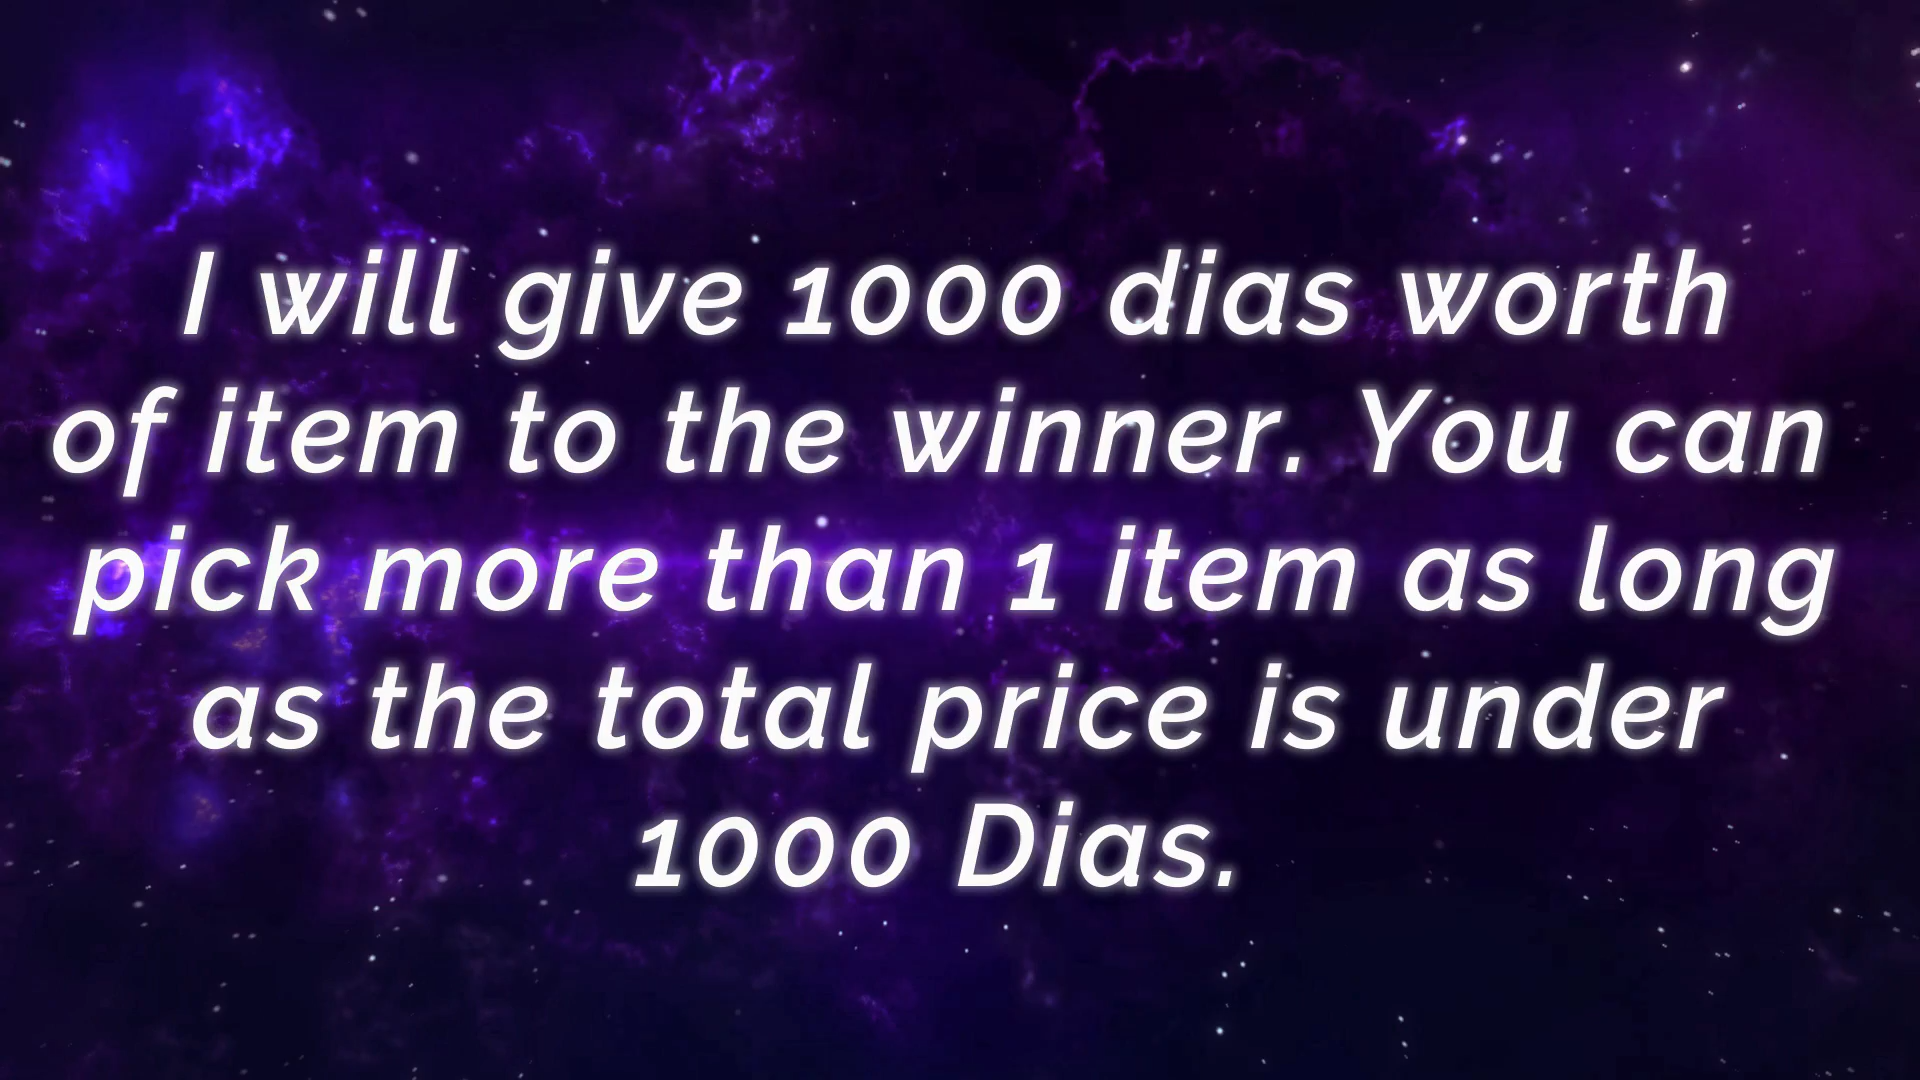 I will give 1000 dias worth
of item to the winner. You can
pick more than 1 item as long
as the total price is under
1000 Dias.